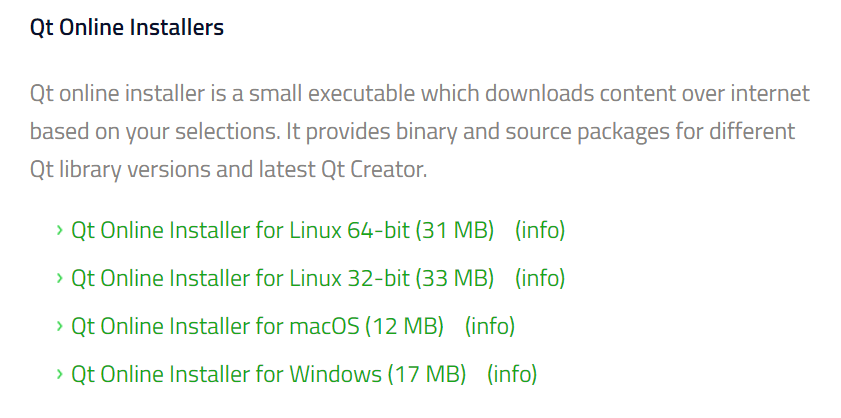 Qt Online Installers
Qt online installer is a small executable which downloads content over internet
based on your selections. It provides binary and source packages for different
Qt library versions and latest Qt Creator.
› Qt Online Installer for Linux 64-bit (31 MB) (info)
› Qt Online Installer for Linux 32-bit (33 MB) (info)
› Qt Online Installer for macOS (12 MB) (info)
› Qt Online Installer for Windows (17 MB) (info)